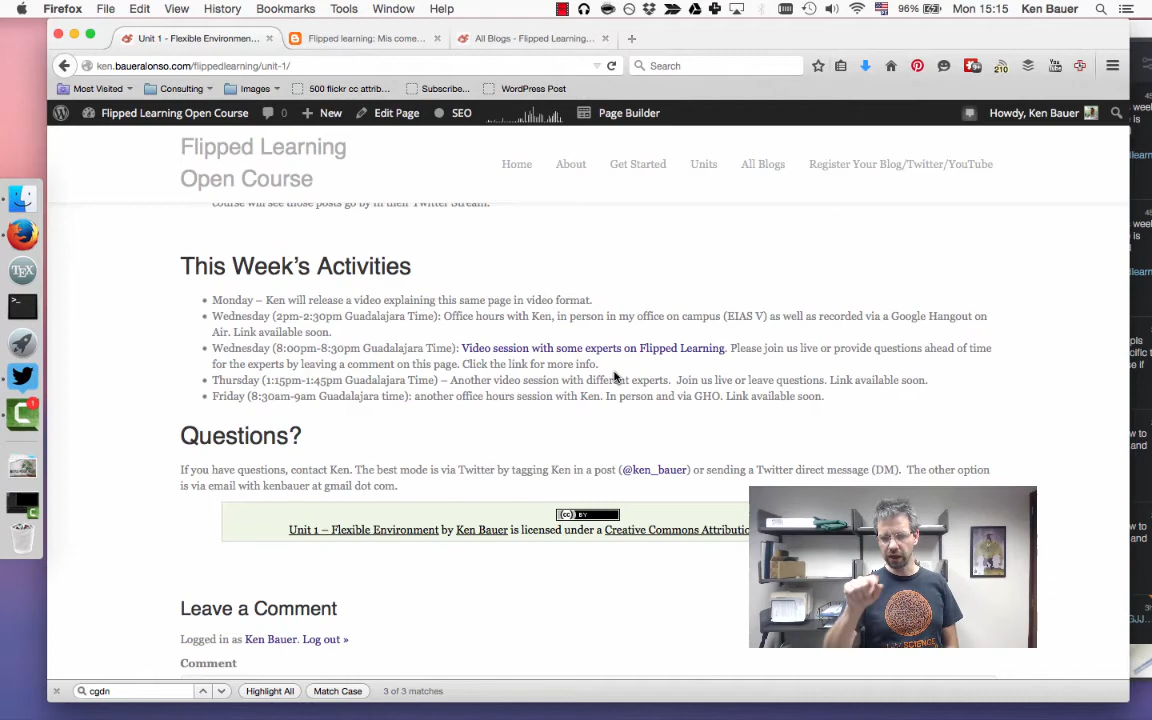 Firefox File Edit View History Bookmarks Tools Window Help 96% Mon 15:15 Ken Bauer
Unit 1 - Flexible Environmen... Flipped learning: Mis come... All Blogs - Flipped Learning...
ken.baueralonso.com/flippedlearning/unit-1/ Search 210
Most Visited Consulting Images 500 flickr cc attrib... Subscribe... WordPress Post
Flipped Learning Open Course 0 New Edit Page SEO Page Builder Howdy, Ken Bauer
Flipped Learning
Open Course
Home About Get Started Units All Blogs Register Your Blog/Twitter/YouTube
course will see those posts go by in their Twitter Stream.
This Week's Activities
Monday – Ken will release a video explaining this same page in video format.
Wednesday (2pm-2:30pm Guadalajara Time): Office hours with Ken, in person in my office on campus (EIAS V) as well as recorded via a Google Hangout on
Air. Link available soon.
Wednesday (8:00pm-8:30pm Guadalajara Time): Video session with some experts on Flipped Learning. Please join us live or provide questions ahead of time
for the experts by leaving a comment on this page. Click the link for more info.
Thursday (1:15pm-1:45pm Guadalajara Time) – Another video session with different experts. Join us live or leave questions. Link available soon.
Friday (8:30am-9am Guadalajara time): another office hours session with Ken. In person and via GHO. Link available soon.
Questions?
If you have questions, contact Ken. The best mode is via Twitter by tagging Ken in a post (@ken_bauer) or sending a Twitter direct message (DM). The other option
is via email with kenbauer at gmail dot com.
(cc) BY
Unit 1 – Flexible Environment by Ken Bauer is licensed under a Creative Commons Attributio
Leave a Comment
Logged in as Ken Bauer. Log out »
Comment
cgdn Highlight All Match Case 3 of 3 matches